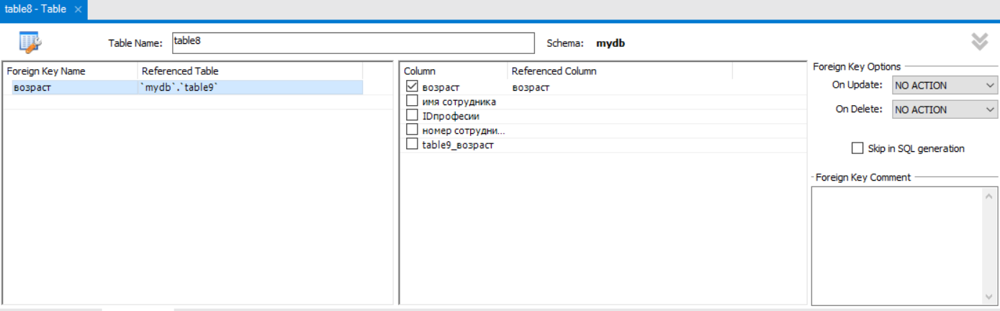 table8 - Table ×
Table Name: table8 Schema: mydb
Foreign Key Name Referenced Table
возраст `mydb`.`table9`
Column Referenced Column
возраст возраст
имя сотрудника
IDпрофесии
номер сотрудни...
table9_возраст
Foreign Key Options
On Update: NO ACTION
On Delete: NO ACTION
Skip in SQL generation
Foreign Key Comment